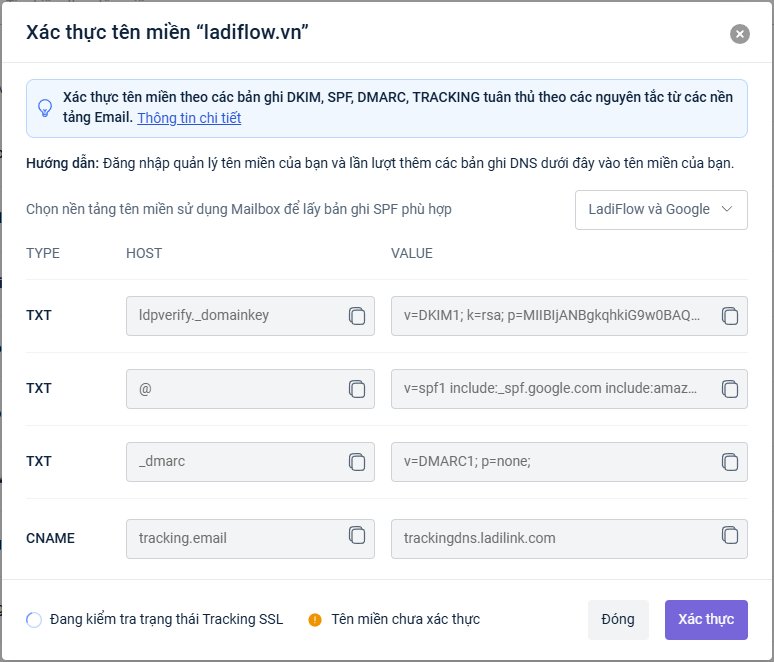 Xác thực tên miền “ladiflow.vn”
Xác thực tên miền theo các bản ghi DKIM, SPF, DMARC, TRACKING tuân thủ theo các nguyên tắc từ các nền
tảng Email. Thông tin chi tiết
Hướng dẫn: Đăng nhập quản lý tên miền của bạn và lần lượt thêm các bản ghi DNS dưới đây vào tên miền của bạn.
Chọn nền tảng tên miền sử dụng Mailbox để lấy bản ghi SPF phù hợp
LadiFlow và Google
TYPE HOST VALUE
TXT ldpverify._domainkey v=DKIM1; k=rsa; p=MIIBIjANBgkqhkiG9w0BAQ...
TXT @ v=spf1 include:_spf.google.com include:amaz...
TXT _dmarc v=DMARC1; p=none;
CNAME tracking.email trackingdns.ladilink.com
Đang kiểm tra trạng thái Tracking SSL Tên miền chưa xác thực Đóng Xác thực